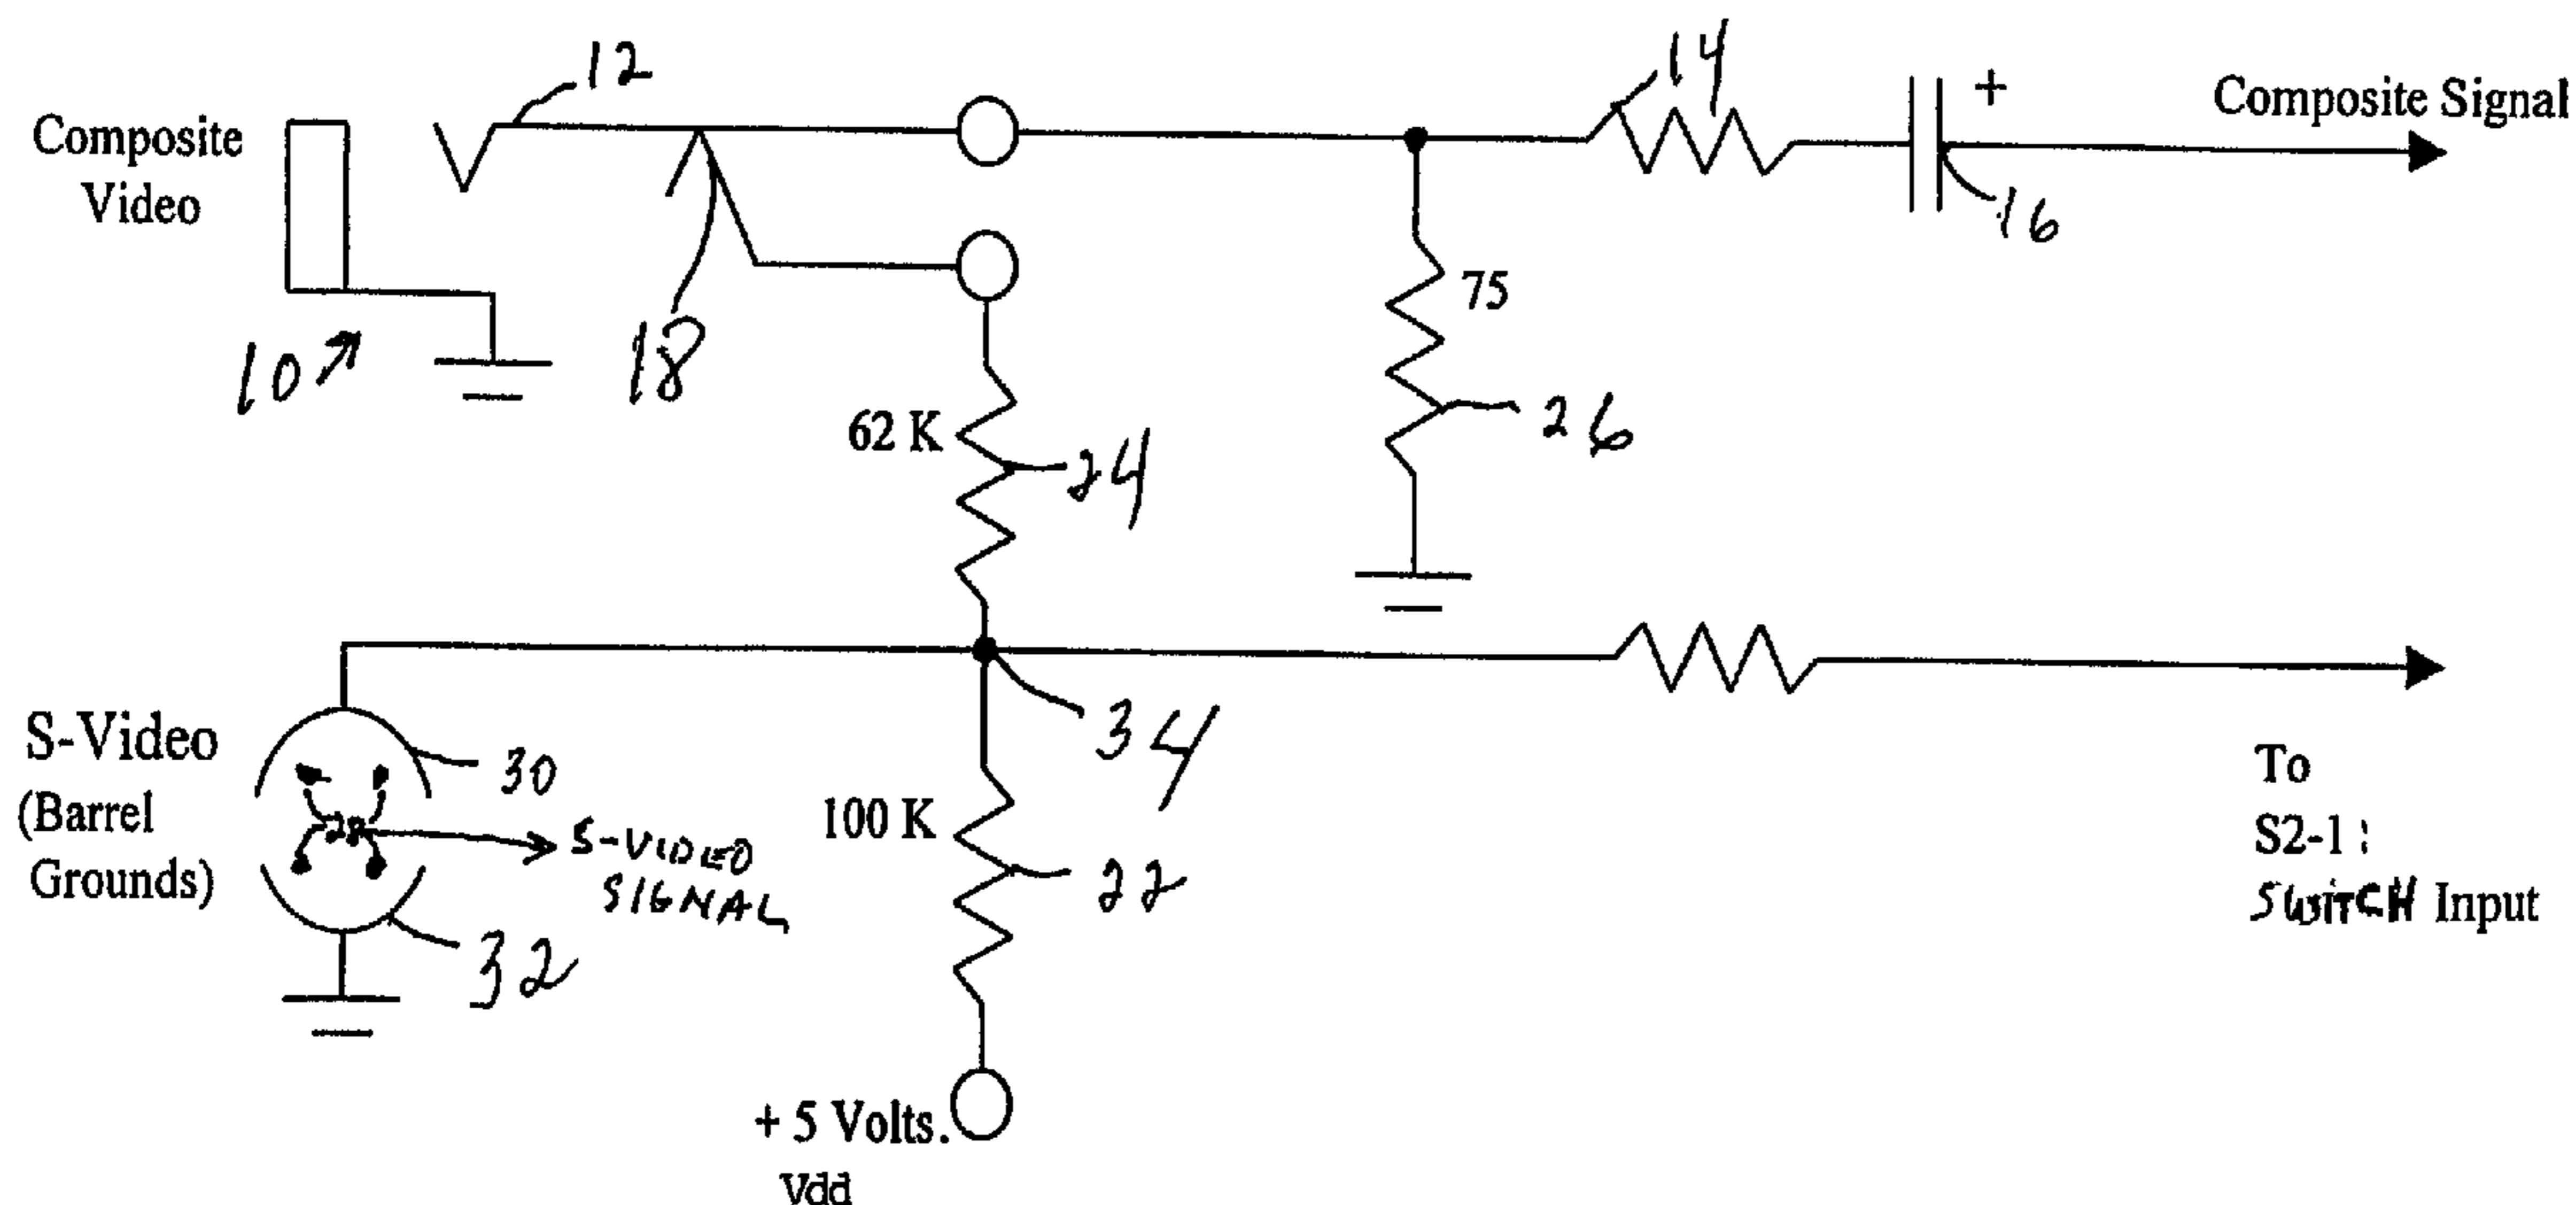 12
14
+
Composite Signal
Composite
Video
16
10
18
75
62 K
24
26
34
S-Video
(Barrel
Grounds)
30
28
S-VIDEO
SIGNAL
32
100 K
22
To
S2-1:
SWITCH Input
+ 5 Volts.
Vdd